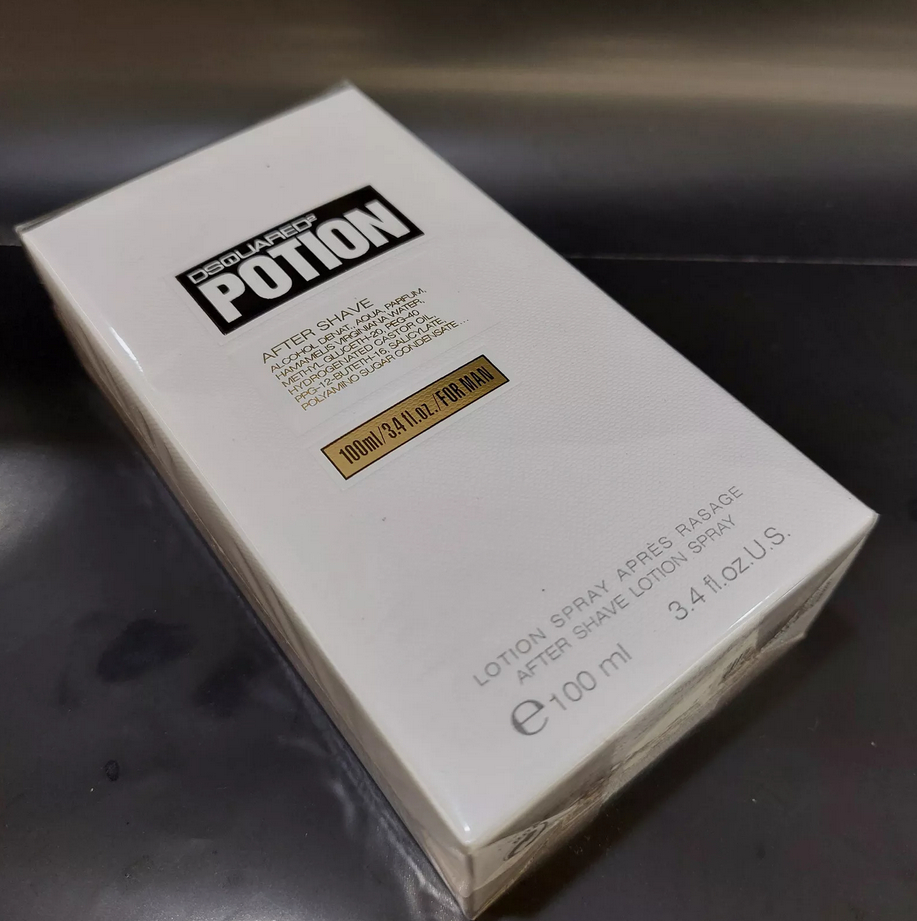 DSQUARED²
POTION
AFTER SHAVE
ALCOHOL DENAT., AQUA, PARFUM,
HAMAMELIS VIRGINIANA WATER,
METHYL GLUCETH-20, PEG-40
HYDROGENATED CASTOR OIL,
PPG-12-BUTETH-16, SALICYLATE,
POLYAMINO SUGAR CONDENSATE...
100ml/3.4 fl.oz./FOR MAN
LOTION SPRAY APRÈS RASAGE
AFTER SHAVE LOTION SPRAY
e 100 ml 3.4 fl.oz.U.S.